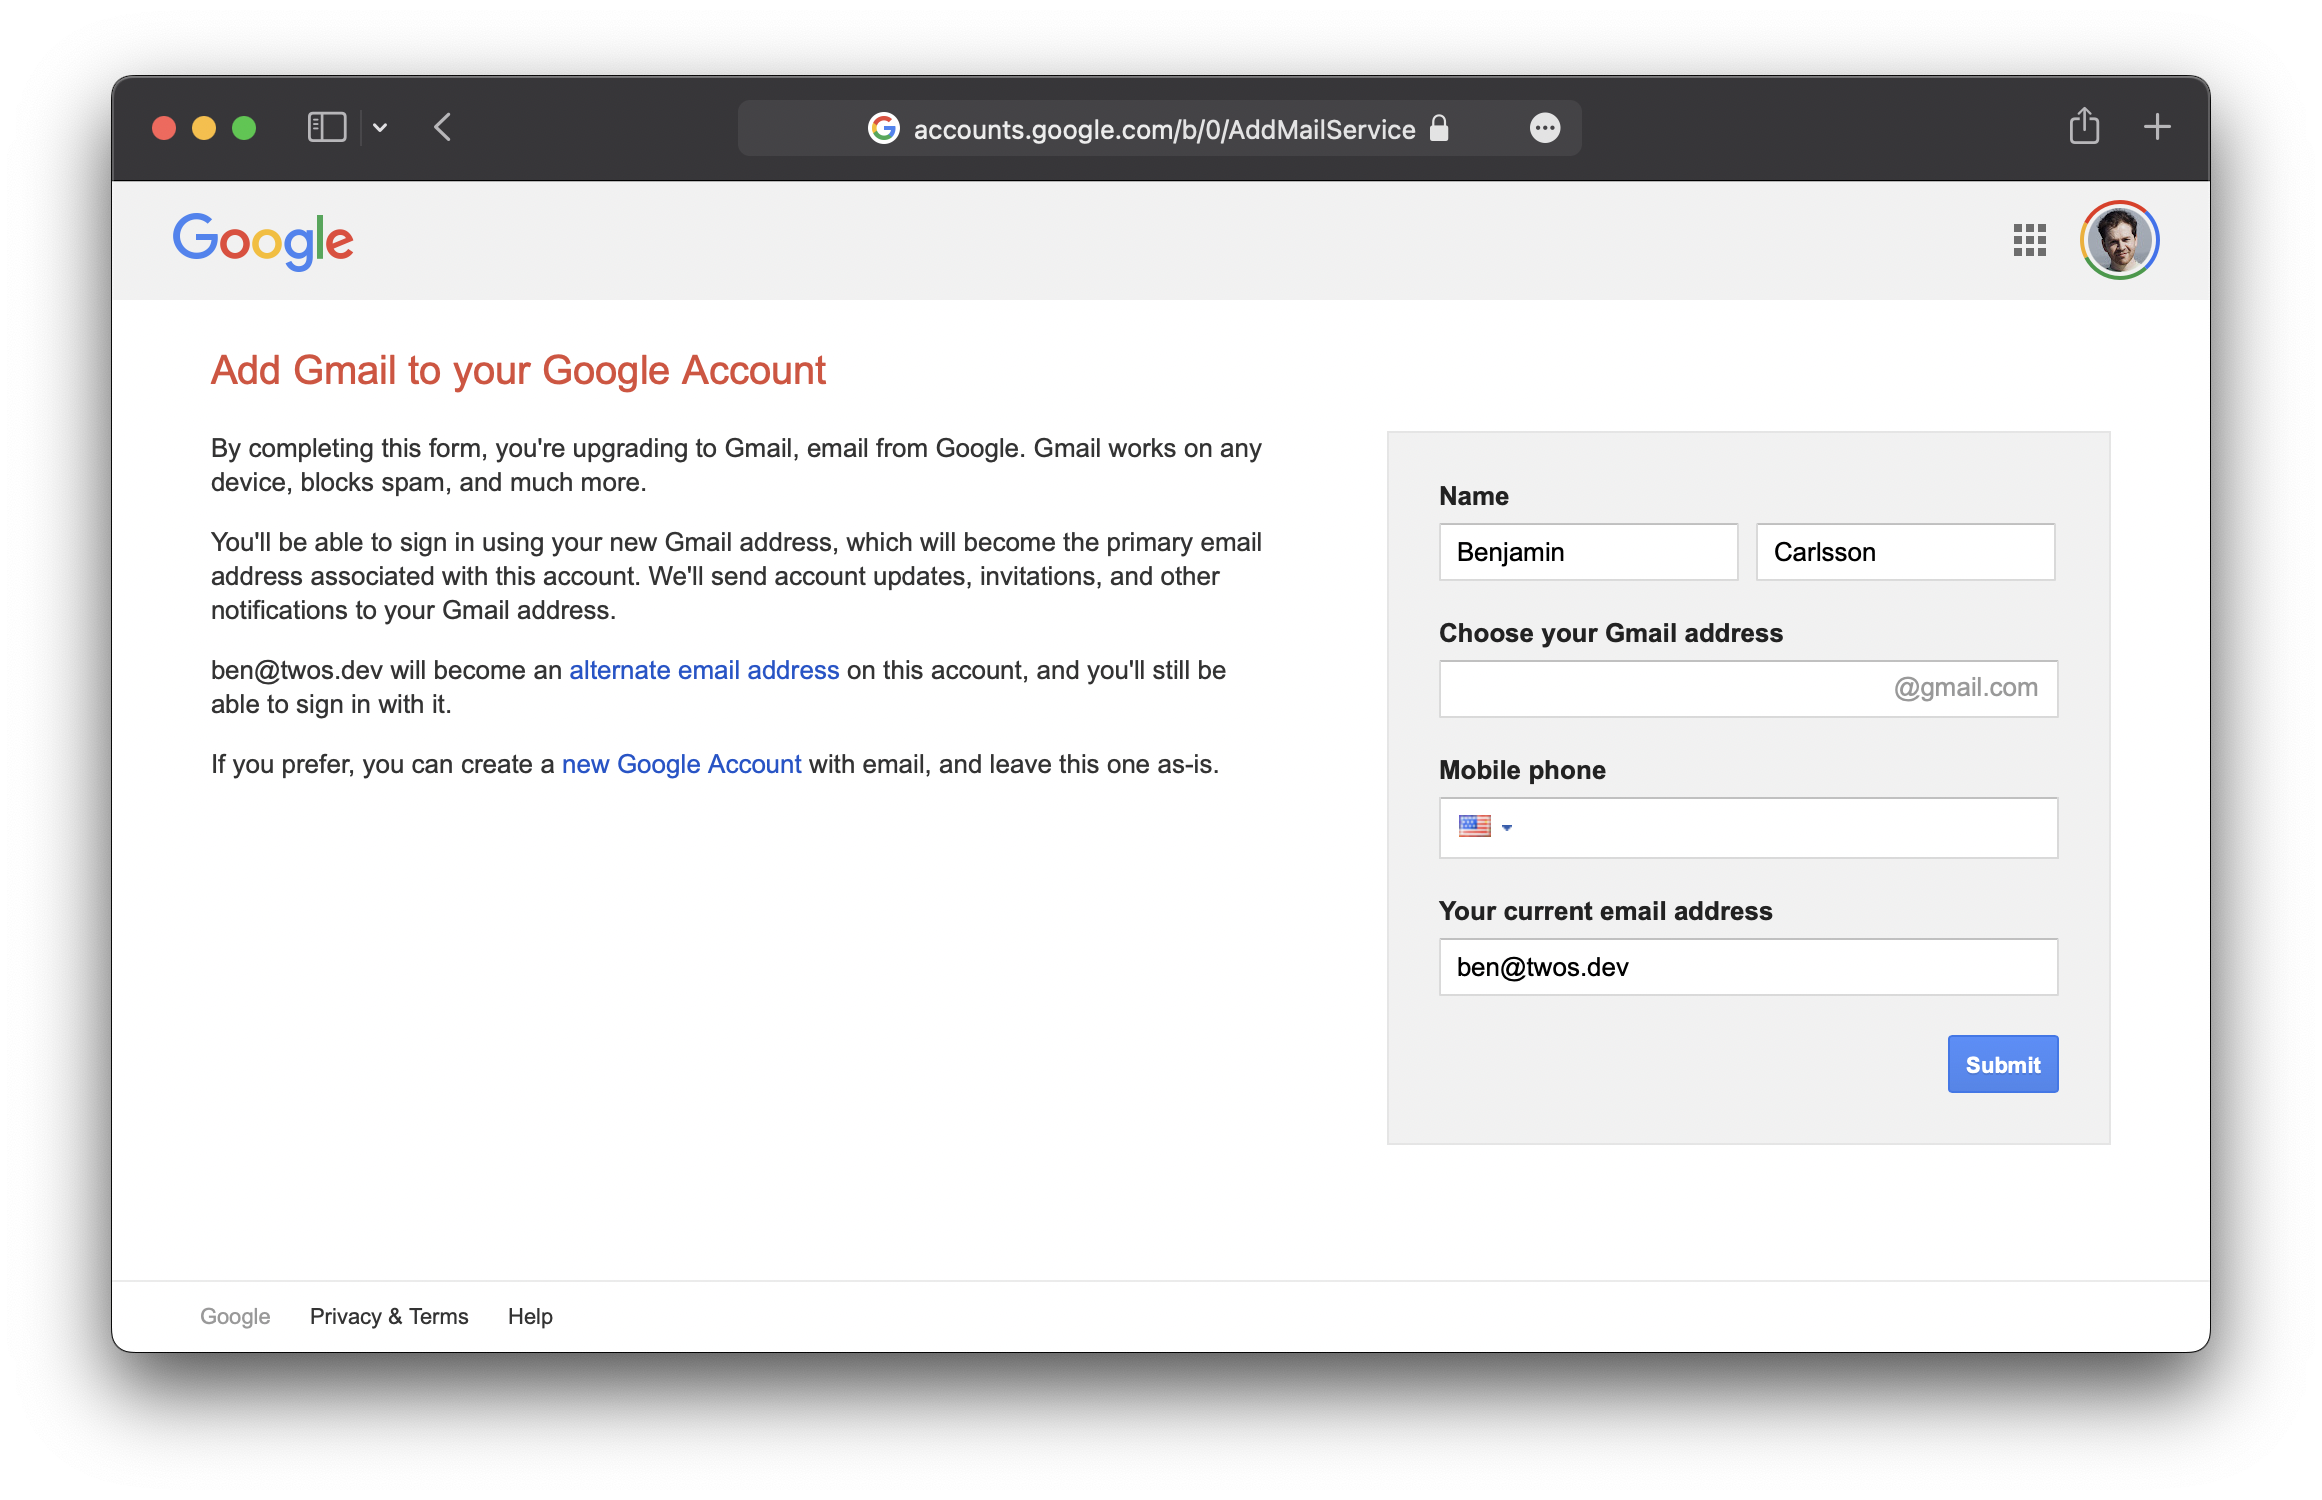 accounts.google.com/b/0/AddMailService
Google
Add Gmail to your Google Account
By completing this form, you're upgrading to Gmail, email from Google. Gmail works on any
device, blocks spam, and much more.
You'll be able to sign in using your new Gmail address, which will become the primary email
address associated with this account. We'll send account updates, invitations, and other
notifications to your Gmail address.
ben@twos.dev will become an alternate email address on this account, and you'll still be
able to sign in with it.
If you prefer, you can create a new Google Account with email, and leave this one as-is.
Name
Benjamin Carlsson
Choose your Gmail address
@gmail.com
Mobile phone
Your current email address
ben@twos.dev
Submit
Google Privacy & Terms Help